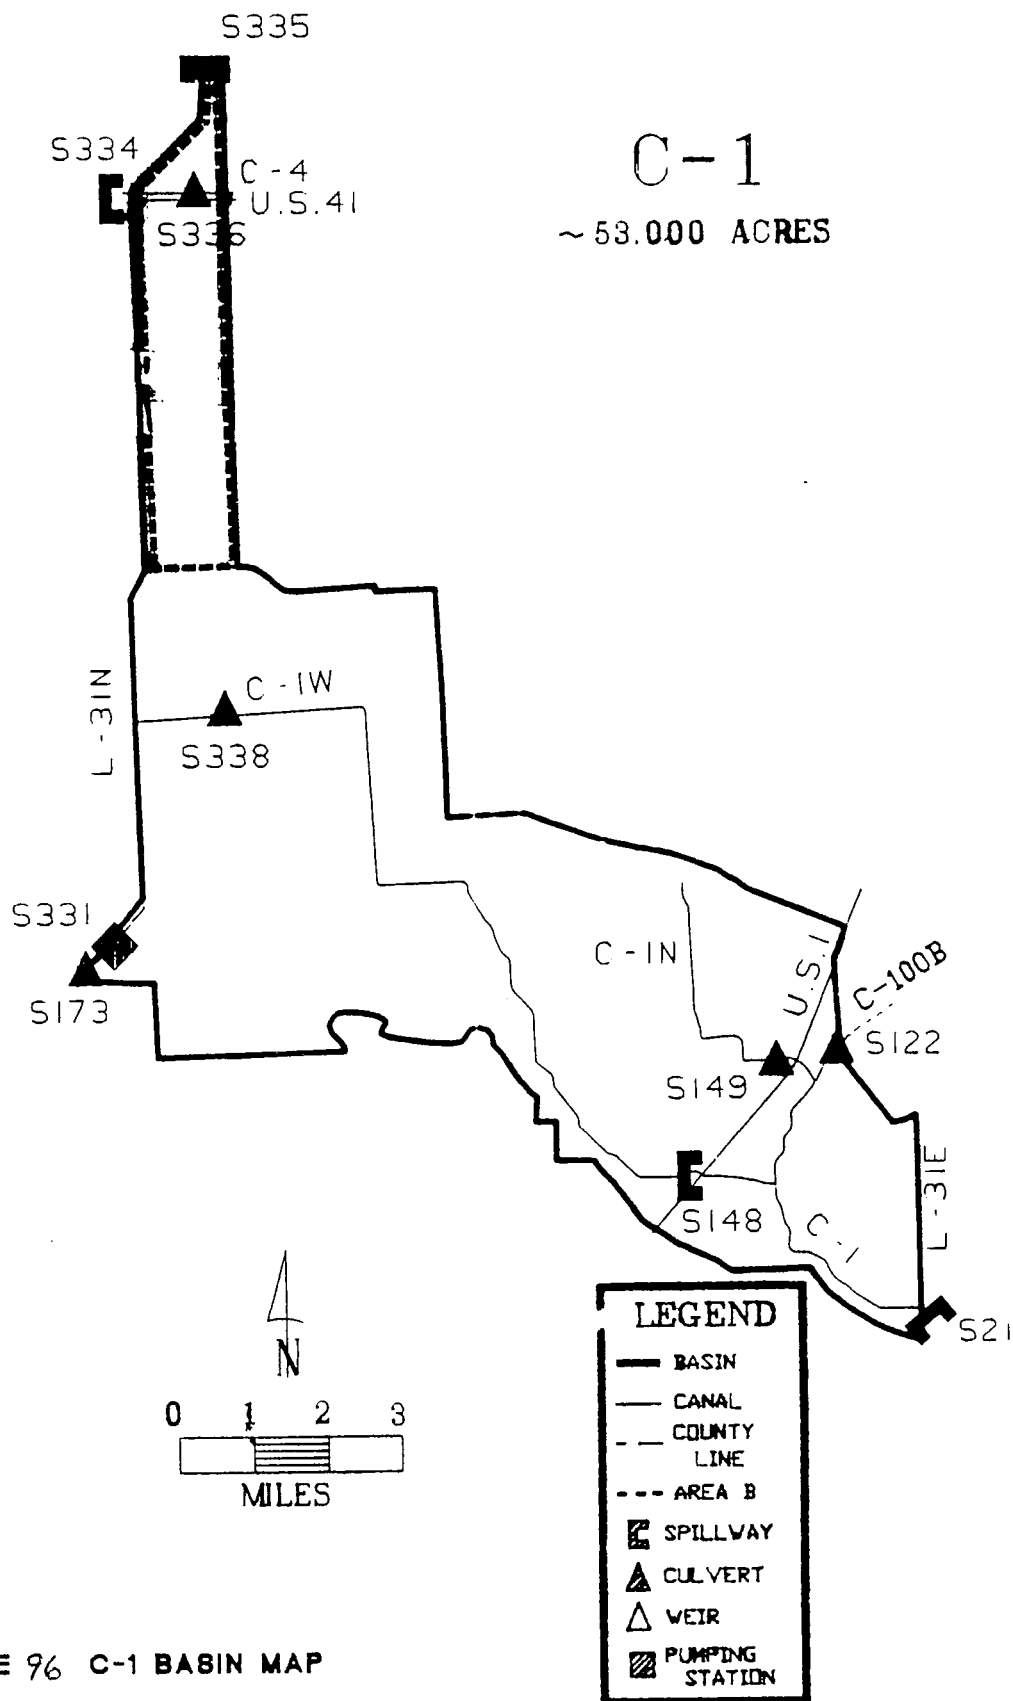 S335
C-1
~53.000 ACRES
S334
C-4
U.S.41
S336
L-31N
C-1W
S338
S331
S173
C-1N
U.S.1
C-100B
S122
S149
S148
L-31E
C-1
S21
N
0 1 2 3
MILES
LEGEND
BASIN
CANAL
COUNTY
LINE
AREA B
SPILLWAY
CULVERT
WEIR
PUMPING
STATION
E 96 C-1 BASIN MAP